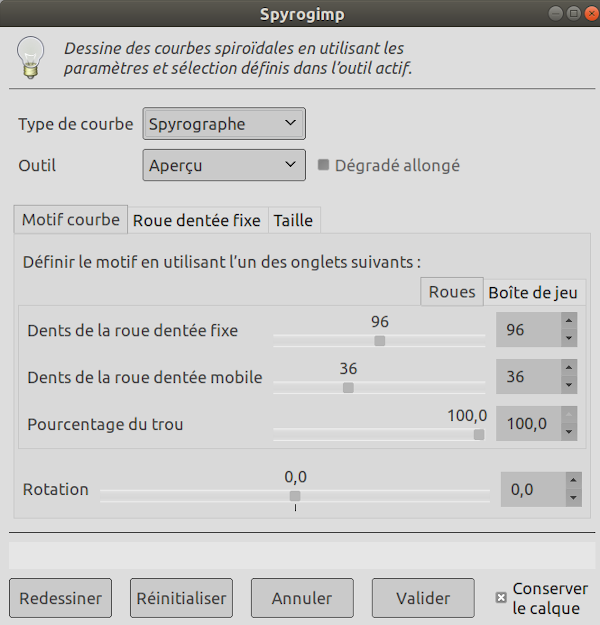 Spyrogimp
Dessine des courbes spiroïdales en utilisant les
paramètres et sélection définis dans l'outil actif.
Type de courbe Spyrographe
Outil Aperçu Dégradé allongé
Motif courbe Roue dentée fixe Taille
Définir le motif en utilisant l'un des onglets suivants :
Roues Boîte de jeu
96
Dents de la roue dentée fixe 96
36
Dents de la roue dentée mobile 36
100,0
Pourcentage du trou 100,0
0,0
Rotation 0,0
Redessiner Réinitialiser Annuler Valider Conserver
le calque